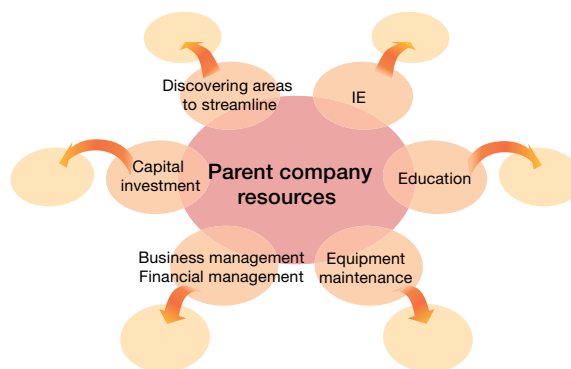 Discovering areas
to streamline
IE
Capital
investment
Parent company
resources
Education
Business management
Financial management
Equipment
maintenance